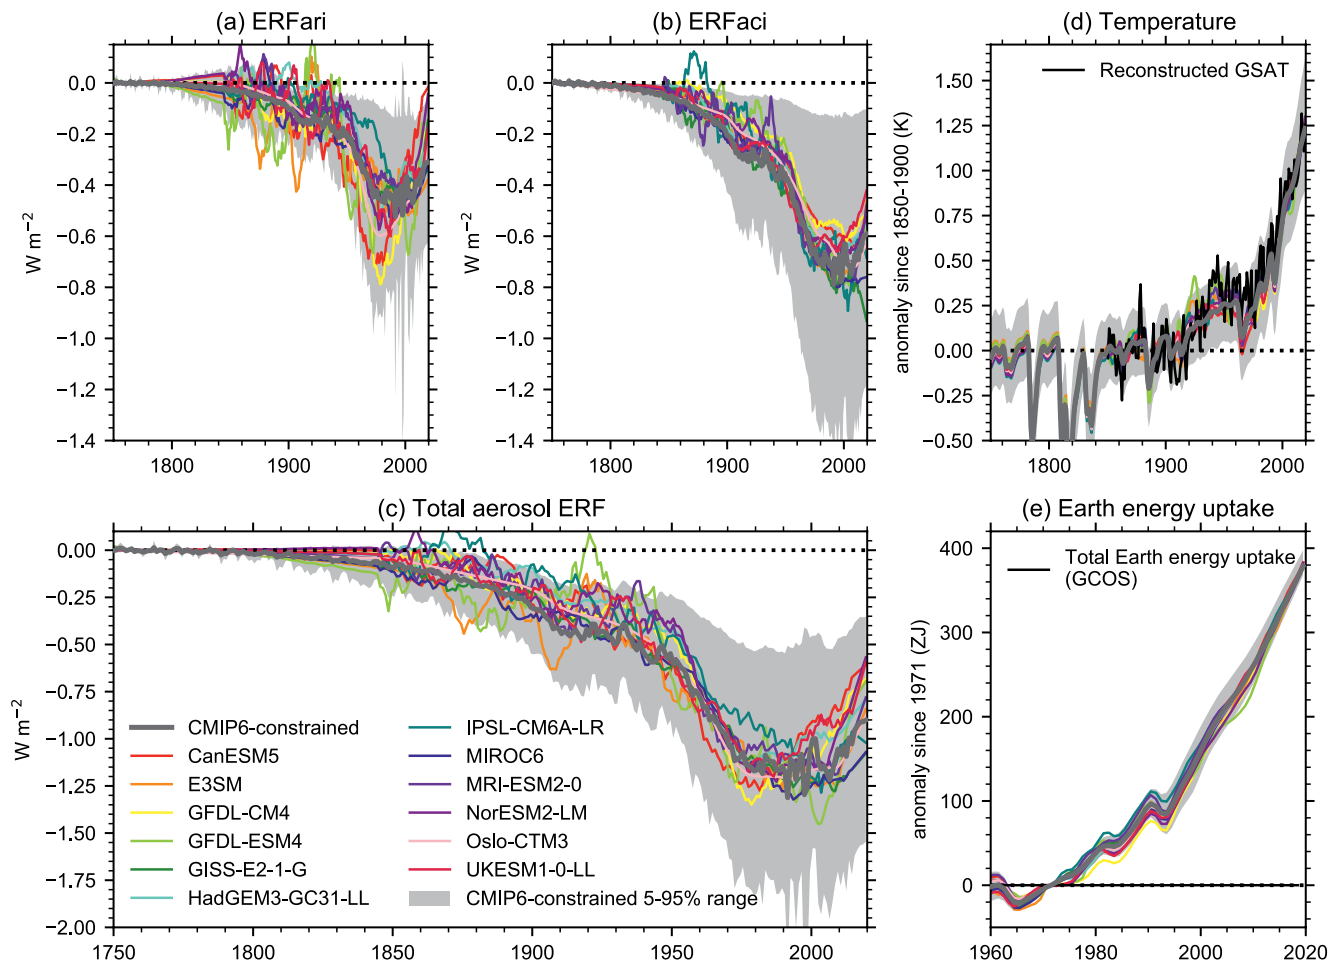 (a) ERFari
0.0
−0.2
−0.4
−0.6
−0.8
−1.0
−1.2
−1.4
W m−2
1800 1900 2000
(b) ERFaci
0.0
−0.2
−0.4
−0.6
−0.8
−1.0
−1.2
−1.4
W m−2
1800 1900 2000
(d) Temperature
Reconstructed GSAT
1.50
1.25
1.00
0.75
0.50
0.25
0.00
−0.25
−0.50
anomaly since 1850-1900 (K)
1800 1900 2000
(c) Total aerosol ERF
0.00
−0.25
−0.50
−0.75
−1.00
−1.25
−1.50
−1.75
−2.00
W m−2
CMIP6-constrained
CanESM5
E3SM
GFDL-CM4
GFDL-ESM4
GISS-E2-1-G
HadGEM3-GC31-LL
IPSL-CM6A-LR
MIROC6
MRI-ESM2-0
NorESM2-LM
Oslo-CTM3
UKESM1-0-LL
CMIP6-constrained 5-95% range
1750 1800 1850 1900 1950 2000
(e) Earth energy uptake
Total Earth energy uptake
(GCOS)
400
300
200
100
0
anomaly since 1971 (ZJ)
1960 1980 2000 2020